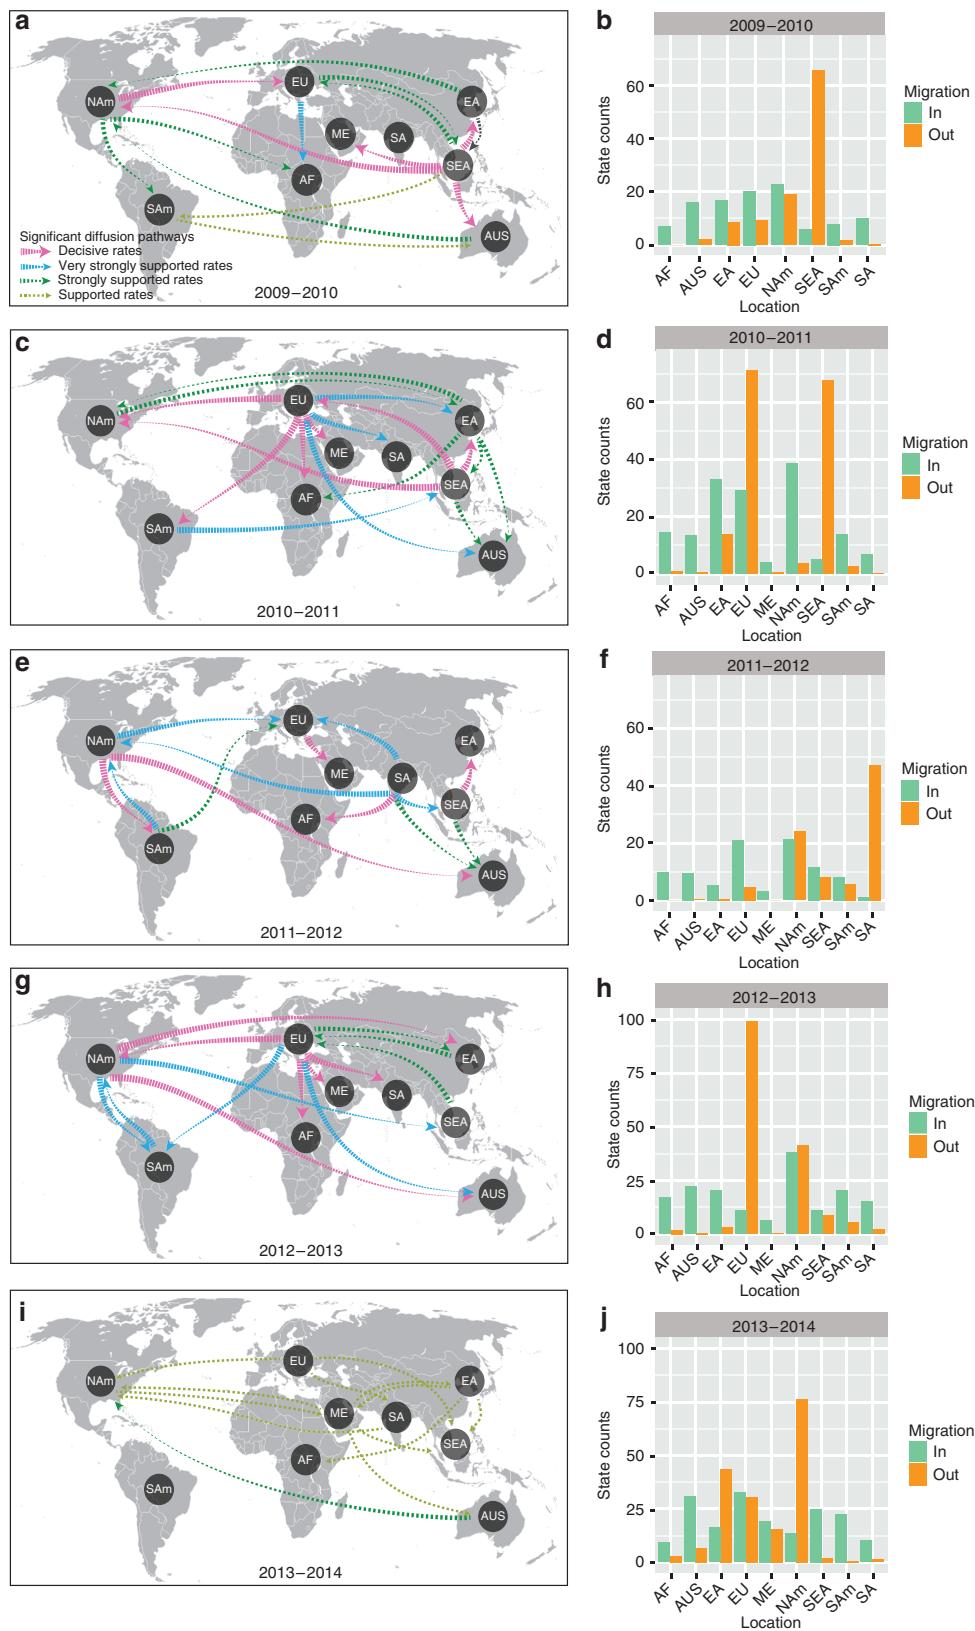 a
NAm
EU
EA
ME
SA
SEA
AF
SAm
AUS
Significant diffusion pathways
Decisive rates
Very strongly supported rates
Strongly supported rates
Supported rates
2009–2010
b
2009–2010
State counts
60
40
20
0
AF
AUS
EA
EU
NAm
SEA
SAm
SA
Location
Migration
In
Out
c
EU
NAm
EA
ME
SA
SEA
AF
SAm
AUS
2010–2011
d
2010–2011
State counts
60
40
20
0
AF
AUS
EA
EU
ME
NAm
SEA
SAm
SA
Location
Migration
In
Out
e
EU
NAm
EA
ME
SA
SEA
AF
SAm
AUS
2011–2012
f
2011–2012
State counts
60
40
20
0
AF
AUS
EA
EU
ME
NAm
SEA
SAm
SA
Location
Migration
In
Out
g
EU
NAm
EA
ME
SA
SEA
AF
SAm
AUS
2012–2013
h
2012–2013
State counts
100
75
50
25
0
AF
AUS
EA
EU
ME
NAm
SEA
SAm
SA
Location
Migration
In
Out
i
EU
NAm
EA
ME
SA
SEA
AF
SAm
AUS
2013–2014
j
2013–2014
State counts
100
75
50
25
0
AF
AUS
EA
EU
ME
NAm
SEA
SAm
SA
Location
Migration
In
Out